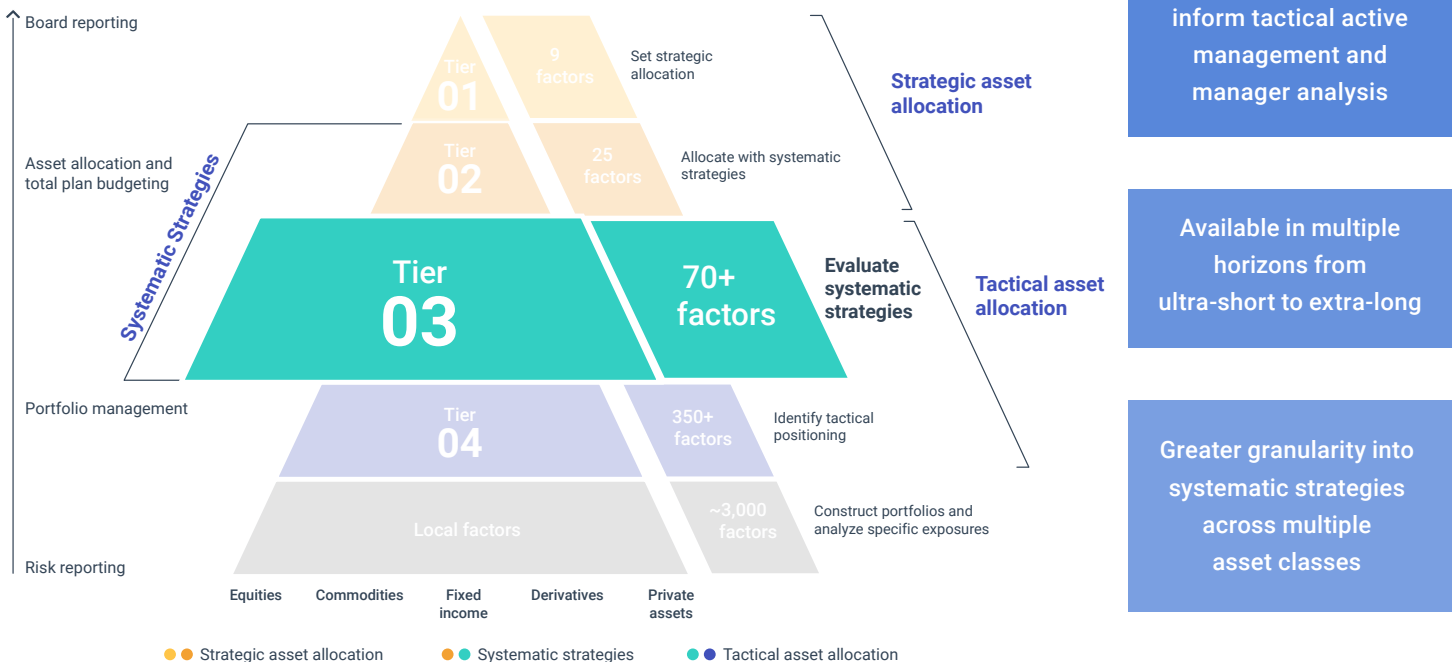 Board reporting
Asset allocation and
total plan budgeting
Portfolio management
Risk reporting
Systematic Strategies
Tier
01
9
factors
Set strategic
allocation
Tier
02
25
factors
Allocate with systematic
strategies
Tier
03
70+
factors
Evaluate
systematic
strategies
Tier
04
350+
factors
Identify tactical
positioning
Local factors
~3,000
factors
Construct portfolios and
analyze specific exposures
Strategic asset
allocation
Tactical asset
allocation
Equities
Commodities
Fixed
income
Derivatives
Private
assets
Strategic asset allocation
Systematic strategies
Tactical asset allocation
inform tactical active
management and
manager analysis
Available in multiple
horizons from
ultra-short to extra-long
Greater granularity into
systematic strategies
across multiple
asset classes